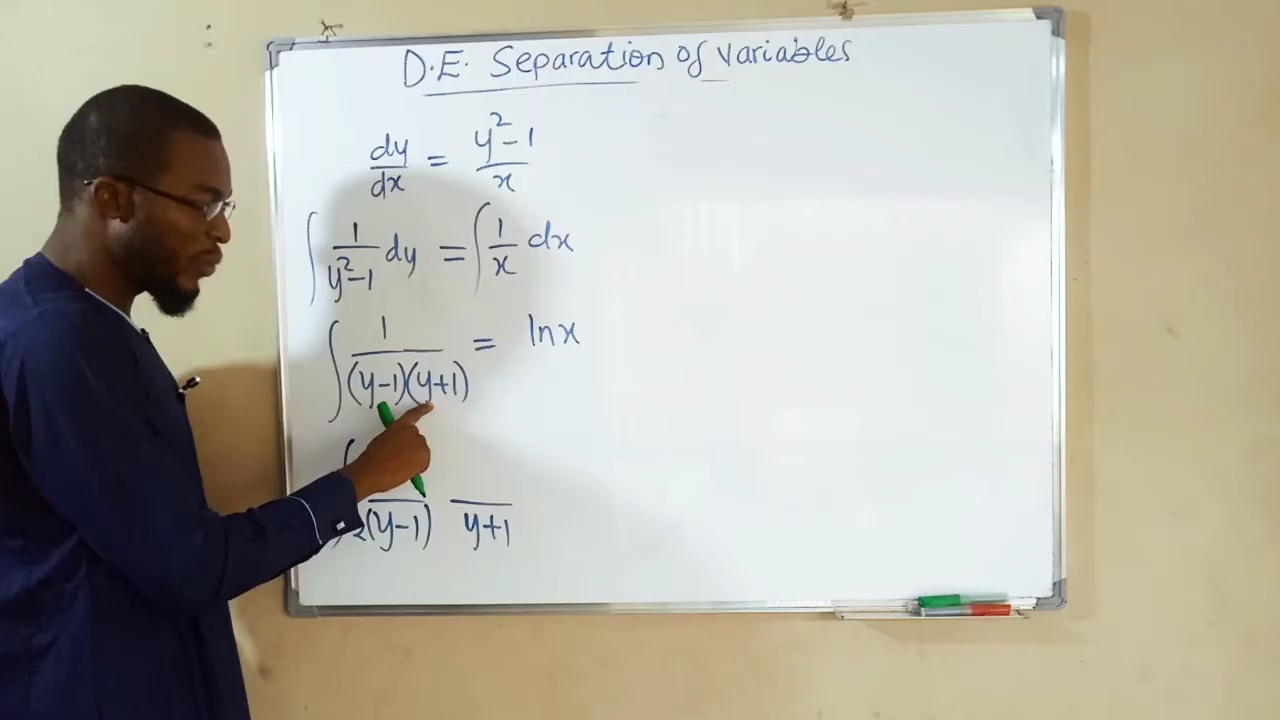 D.E. Separation of variables
dy/dx = y²-1/x
∫ 1/y²-1 dy = ∫ 1/x dx
∫ 1/(y-1)(y+1) = ln x
∫ /2(y-1) /y+1